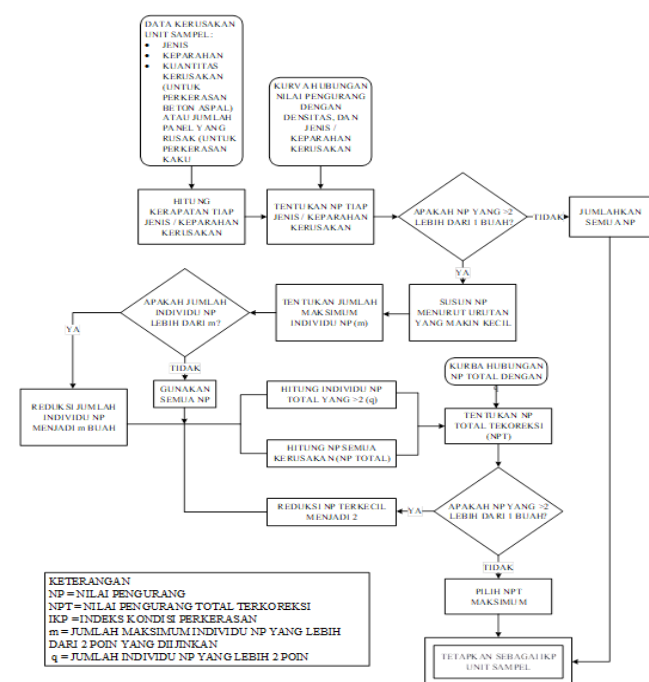 DATA KERUSAKAN
UNIT SAMPEL:
• JENIS
• KEPARAHAN
• KUANTITAS
KERUSAKAN
(UNTUK
PERKERASAN
BETON ASPAL)
ATAU JUMLAH
PANEL YANG
RUSAK (UNTUK
PERKERASAN
KAKU
KURVA HUBUNGAN
NILAI PENGURANG
DENGAN
DENSITAS, DAN
JENIS /
KEPARAHAN
KERUSAKAN
HITUNG
KERAPATAN TIAP
JENIS / KEPARAHAN
KERUSAKAN
TENTUKAN NP TIAP
JENIS / KEPARAHAN
KERUSAKAN
APAKAH NP YANG >2
LEBIH DARI 1 BUAH?
TIDAK
JUMLAHKAN
SEMUA NP
YA
SUSUN NP
MENURUT URUTAN
YANG MAKIN KECIL
TENTUKAN JUMLAH
MAKSIMUM
INDIVIDU NP (m)
APAKAH JUMLAH
INDIVIDU NP
LEBIH DARI m?
YA
TIDAK
REDUKSI JUMLAH
INDIVIDU NP
MENJADI m BUAH
GUNAKAN
SEMUA NP
HITUNG INDIVIDU NP
TOTAL YANG >2 (q)
HITUNG NP SEMUA
KERUSAKAN (NP TOTAL)
KURBA HUBUNGAN
NP TOTAL DENGAN
q
TENTUKAN NP
TOTAL TEKOREKSI
(NPT)
APAKAH NP YANG >2
LEBIH DARI 1 BUAH?
YA
REDUKSI NP TERKECIL
MENJADI 2
TIDAK
PILIH NPT
MAKSIMUM
TETAPKAN SEBAGAI IKP
UNIT SAMPEL
KETERANGAN
NP = NILAI PENGURANG
NPT = NILAI PENGURANG TOTAL TERKOREKSI
IKP = INDEKS KONDISI PERKERASAN
m = JUMLAH MAKSIMUM INDIVIDU NP YANG LEBIH
DARI 2 POIN YANG DIIJINKAN
q = JUMLAH INDIVIDU NP YANG LEBIH 2 POIN